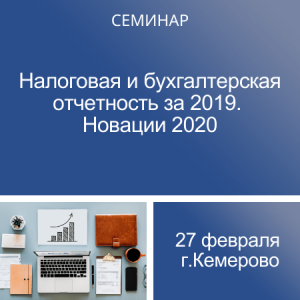 СЕМИНАР
Налоговая и бухгалтерская
отчетность за 2019.
Новации 2020
27 февраля
г.Кемерово